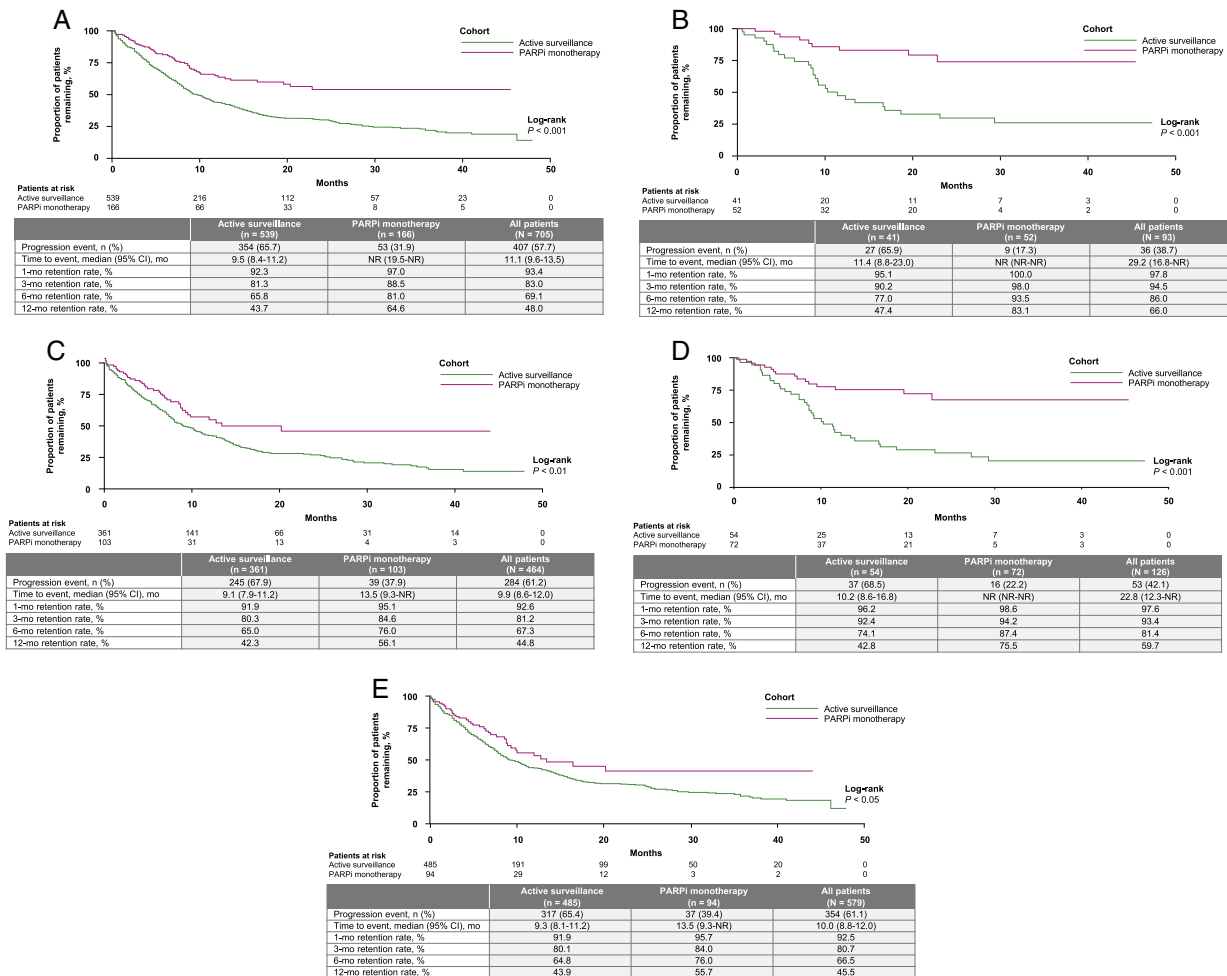 A
100
75
50
25
0
Proportion of patients
remaining, %
Cohort
Active surveillance
PARPi monotherapy
Log-rank
P < 0.001
0 10 20 30 40 50
Months
Patients at risk
Active surveillance 539 216 112 57 23 0
PARPi monotherapy 166 66 33 8 5 0
Active surveillance (n = 539) PARPi monotherapy (n = 166) All patients (N = 705)
Progression event, n (%) 354 (65.7) 53 (31.9) 407 (57.7)
Time to event, median (95% CI), mo 9.5 (8.4-11.2) NR (19.5-NR) 11.1 (9.6-13.5)
1-mo retention rate, % 92.3 97.0 93.4
3-mo retention rate, % 81.3 88.5 83.0
6-mo retention rate, % 65.8 81.0 69.1
12-mo retention rate, % 43.7 64.6 48.0
B
100
75
50
25
0
Proportion of patients
remaining, %
Cohort
Active surveillance
PARPi monotherapy
Log-rank
P < 0.001
0 10 20 30 40 50
Months
Patients at risk
Active surveillance 41 20 11 7 3 0
PARPi monotherapy 52 32 20 4 2 0
Active surveillance (n = 41) PARPi monotherapy (n = 52) All patients (N = 93)
Progression event, n (%) 27 (65.9) 9 (17.3) 36 (38.7)
Time to event, median (95% CI), mo 11.4 (8.8-23.0) NR (NR-NR) 29.2 (16.8-NR)
1-mo retention rate, % 95.1 100.0 97.8
3-mo retention rate, % 90.2 98.0 94.5
6-mo retention rate, % 77.0 93.5 86.0
12-mo retention rate, % 47.4 83.1 66.0
C
100
75
50
25
0
Proportion of patients
remaining, %
Cohort
Active surveillance
PARPi monotherapy
Log-rank
P < 0.01
0 10 20 30 40 50
Months
Patients at risk
Active surveillance 361 141 66 31 14 0
PARPi monotherapy 103 31 13 4 3 0
Active surveillance (n = 361) PARPi monotherapy (n = 103) All patients (N = 464)
Progression event, n (%) 245 (67.9) 39 (37.9) 284 (61.2)
Time to event, median (95% CI), mo 9.1 (7.9-11.2) 13.5 (9.3-NR) 9.9 (8.6-12.0)
1-mo retention rate, % 91.9 95.1 92.6
3-mo retention rate, % 80.3 84.6 81.2
6-mo retention rate, % 65.0 76.0 67.3
12-mo retention rate, % 42.3 56.1 44.8
D
100
75
50
25
0
Proportion of patients
remaining, %
Cohort
Active surveillance
PARPi monotherapy
Log-rank
P < 0.001
0 10 20 30 40 50
Months
Patients at risk
Active surveillance 54 25 13 7 3 0
PARPi monotherapy 72 37 21 5 3 0
Active surveillance (n = 54) PARPi monotherapy (n = 72) All patients (N = 126)
Progression event, n (%) 37 (68.5) 16 (22.2) 53 (42.1)
Time to event, median (95% CI), mo 10.2 (8.6-16.8) NR (NR-NR) 22.8 (12.3-NR)
1-mo retention rate, % 96.2 98.6 97.6
3-mo retention rate, % 92.4 94.2 93.4
6-mo retention rate, % 74.1 87.4 81.4
12-mo retention rate, % 42.8 75.5 59.7
E
100
75
50
25
0
Proportion of patients
remaining, %
Cohort
Active surveillance
PARPi monotherapy
Log-rank
P < 0.05
0 10 20 30 40 50
Months
Patients at risk
Active surveillance 485 191 99 50 20 0
PARPi monotherapy 94 29 12 3 2 0
Active surveillance (n = 485) PARPi monotherapy (n = 94) All patients (N = 579)
Progression event, n (%) 317 (65.4) 37 (39.4) 354 (61.1)
Time to event, median (95% CI), mo 9.3 (8.1-11.2) 13.5 (9.3-NR) 10.0 (8.8-12.0)
1-mo retention rate, % 91.9 95.7 92.5
3-mo retention rate, % 80.1 84.0 80.7
6-mo retention rate, % 64.8 76.0 66.5
12-mo retention rate, % 43.9 55.7 45.5